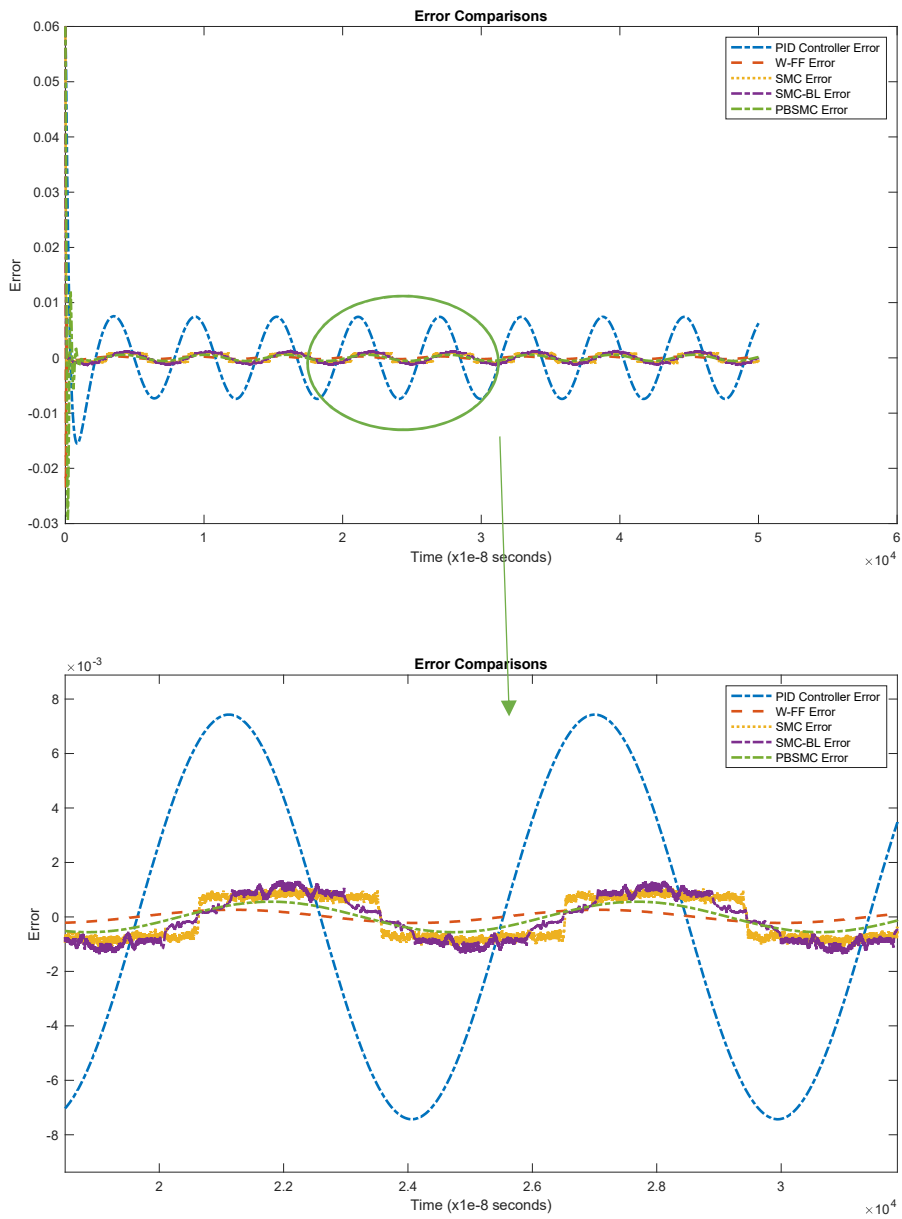 Error Comparisons
PID Controller Error
W-FF Error
SMC Error
SMC-BL Error
PBSMC Error
0.06
0.05
0.04
0.03
0.02
0.01
0
-0.01
-0.02
-0.03
Error
0 1 2 3 4 5 6
Time (x1e-8 seconds)
×10⁴
×10⁻³
Error Comparisons
PID Controller Error
W-FF Error
SMC Error
SMC-BL Error
PBSMC Error
8
6
4
2
0
-2
-4
-6
-8
Error
2 2.2 2.4 2.6 2.8 3
Time (x1e-8 seconds)
×10⁴